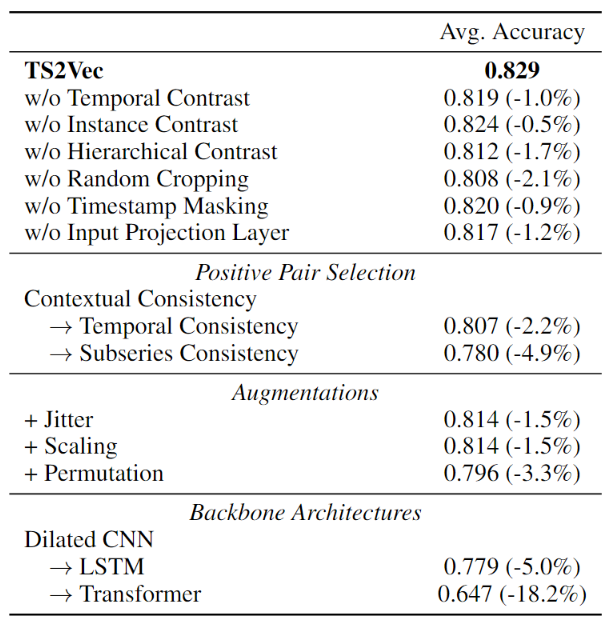 Avg. Accuracy
TS2Vec 0.829
w/o Temporal Contrast 0.819 (-1.0%)
w/o Instance Contrast 0.824 (-0.5%)
w/o Hierarchical Contrast 0.812 (-1.7%)
w/o Random Cropping 0.808 (-2.1%)
w/o Timestamp Masking 0.820 (-0.9%)
w/o Input Projection Layer 0.817 (-1.2%)
Positive Pair Selection
Contextual Consistency
→ Temporal Consistency 0.807 (-2.2%)
→ Subseries Consistency 0.780 (-4.9%)
Augmentations
+ Jitter 0.814 (-1.5%)
+ Scaling 0.814 (-1.5%)
+ Permutation 0.796 (-3.3%)
Backbone Architectures
Dilated CNN
→ LSTM 0.779 (-5.0%)
→ Transformer 0.647 (-18.2%)